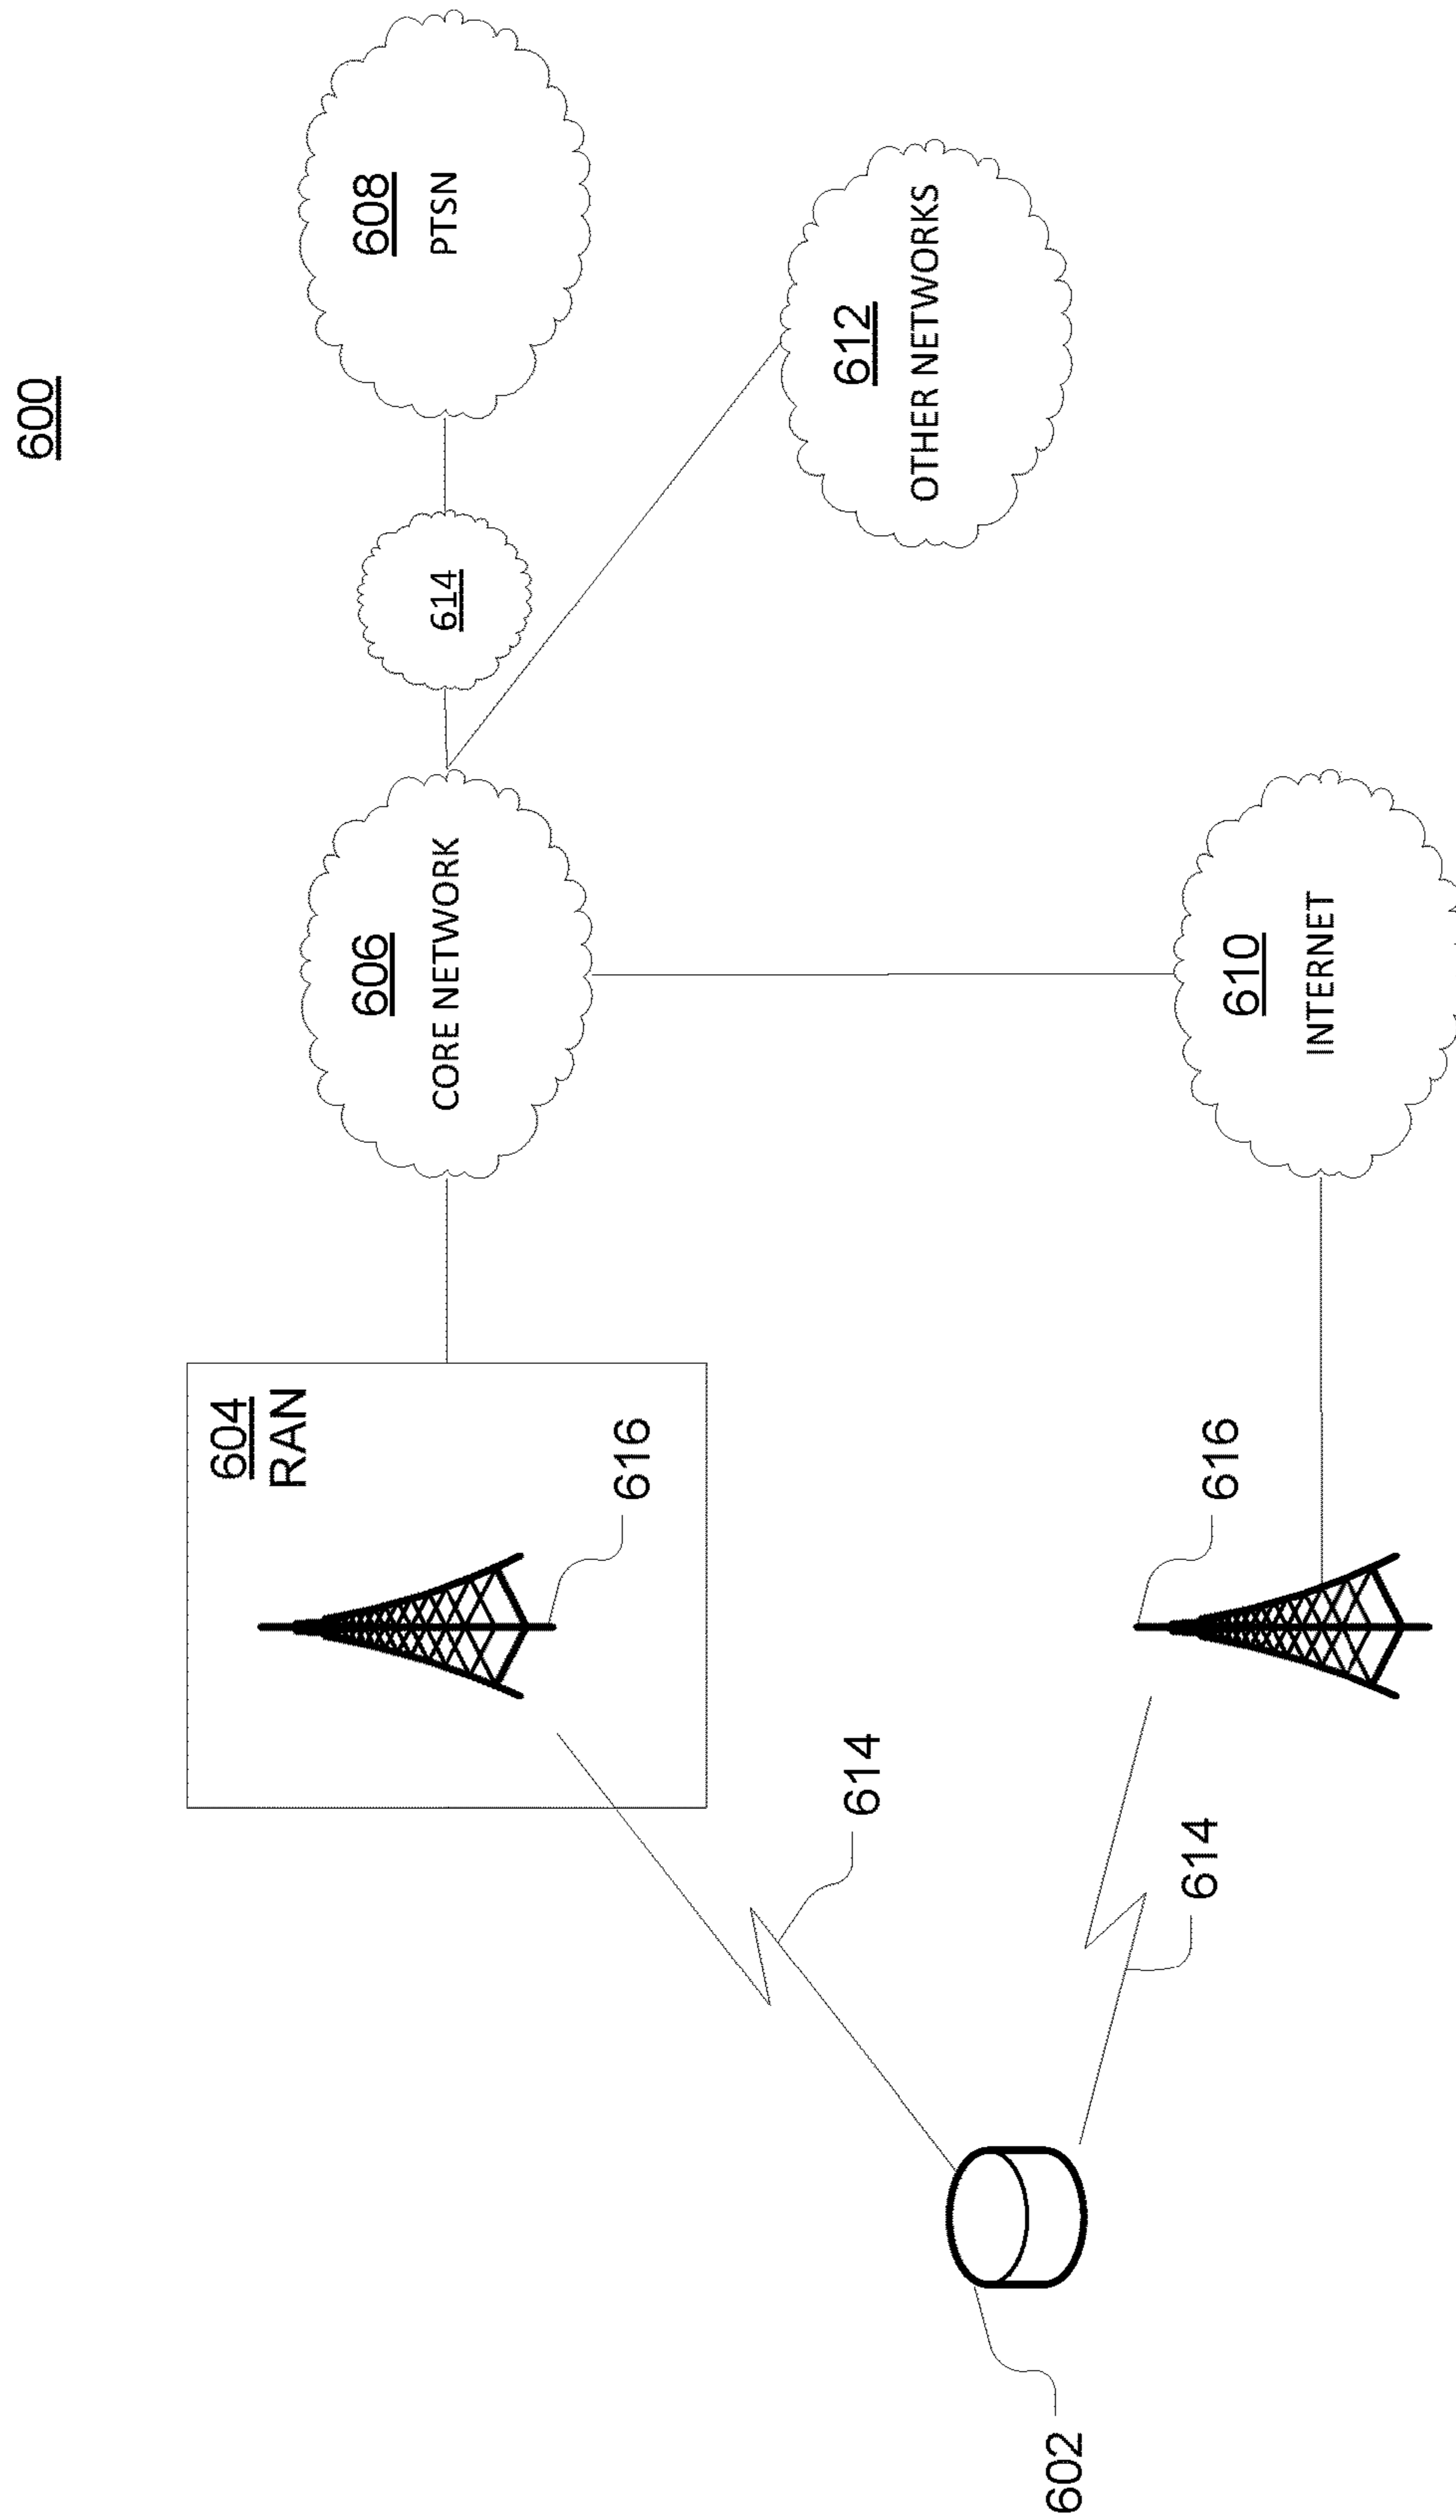 600
604
RAN
606
CORE NETWORK
614
608
PTSN
616
614
612
OTHER NETWORKS
602
614
616
610
INTERNET